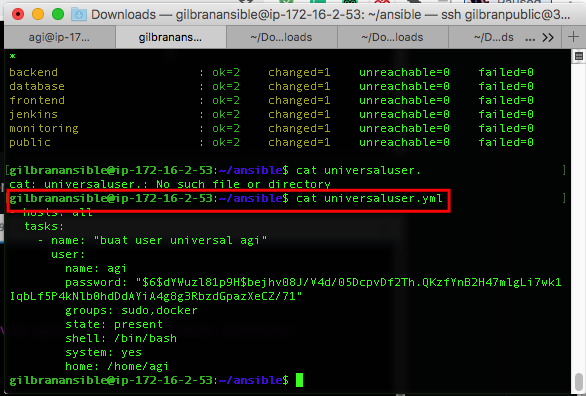 Downloads — gilbranansible@ip-172-16-2-53: ~/ansible — ssh gilbranpublic@3...
agi@ip-17... gilbranans... ~/Do...loads ~/Do...loads ~/D...ds ... >> +
*
backend : ok=2 changed=1 unreachable=0 failed=0
database : ok=2 changed=1 unreachable=0 failed=0
frontend : ok=2 changed=1 unreachable=0 failed=0
jenkins : ok=2 changed=1 unreachable=0 failed=0
monitoring : ok=2 changed=1 unreachable=0 failed=0
public : ok=2 changed=1 unreachable=0 failed=0
[gilbranansible@ip-172-16-2-53:~/ansible$ cat universaluser. ]
cat: universaluser.: No such file or directory
[gilbranansible@ip-172-16-2-53:~/ansible$ cat universaluser.yml ]
- hosts: all
tasks:
- name: "buat user universal agi"
user:
name: agi
password: "$6$dYWuzl81p9H$bejhv08J/V4d/05DcpvDf2Th.QKzfYnB2H47mlgLi7wk1
IqbLf5P4kNlb0hdDdAYiA4g8g3RbzdGpazXeCZ/71"
groups: sudo,docker
state: present
shell: /bin/bash
system: yes
home: /home/agi
gilbranansible@ip-172-16-2-53:~/ansible$